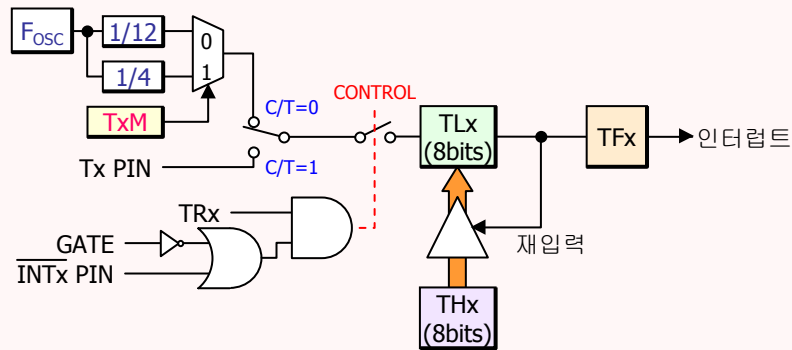 FOSC
1/12
0
1/4
1
TxM
C/T=0
CONTROL
TLx
(8bits)
TFx
인터럽트
Tx PIN
C/T=1
TRx
GATE
재입력
INTx PIN
THx
(8bits)